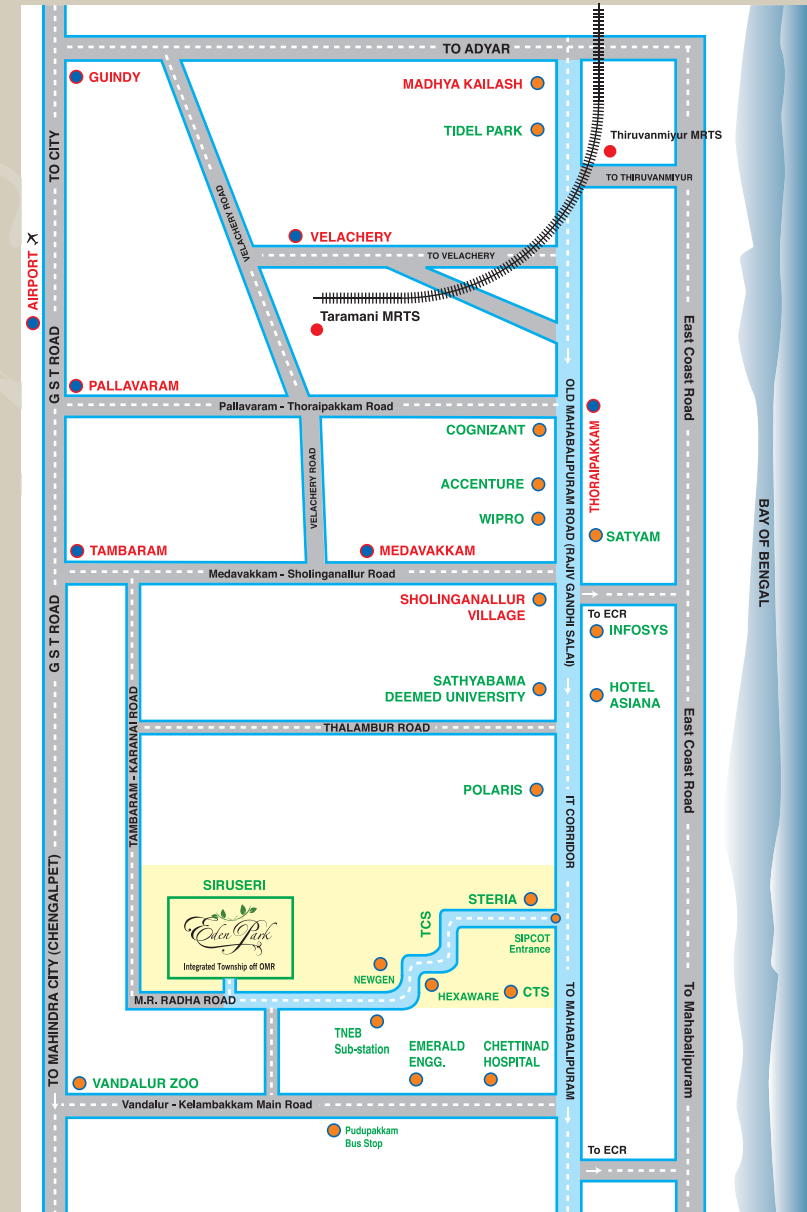 TO ADYAR
GUINDY
MADHYA KAILASH
TIDEL PARK
Thiruvanmiyur MRTS
TO THIRUVANMIYUR
TO CITY
VELACHERY ROAD
VELACHERY
TO VELACHERY
AIRPORT
Taramani MRTS
G S T ROAD
East Coast Road
PALLAVARAM
Pallavaram - Thoraipakkam Road
OLD MAHABALIPURAM ROAD (RAJIV GANDHI SALAI)
THORAIPAKKAM
COGNIZANT
VELACHERY ROAD
ACCENTURE
WIPRO
SATYAM
BAY OF BENGAL
TAMBARAM
MEDAVAKKAM
Medavakkam - Sholinganallur Road
SHOLINGANALLUR
VILLAGE
To ECR
INFOSYS
G S T ROAD
SATHYABAMA
DEEMED UNIVERSITY
HOTEL
ASIANA
THALAMBUR ROAD
TAMBARAM - KARANAI ROAD
East Coast Road
POLARIS
IT CORRIDOR
SIRUSERI
STERIA
TCS
Eden Park
Integrated Township off OMR
SIPCOT
Entrance
NEWGEN
HEXAWARE
CTS
M.R. RADHA ROAD
TO MAHINDRA CITY (CHENGALPET)
TO MAHABALIPURAM
To Mahabalipuram
TNEB
Sub-station
EMERALD
ENGG.
CHETTINAD
HOSPITAL
VANDALUR ZOO
Vandalur - Kelambakkam Main Road
Pudupakkam
Bus Stop
To ECR